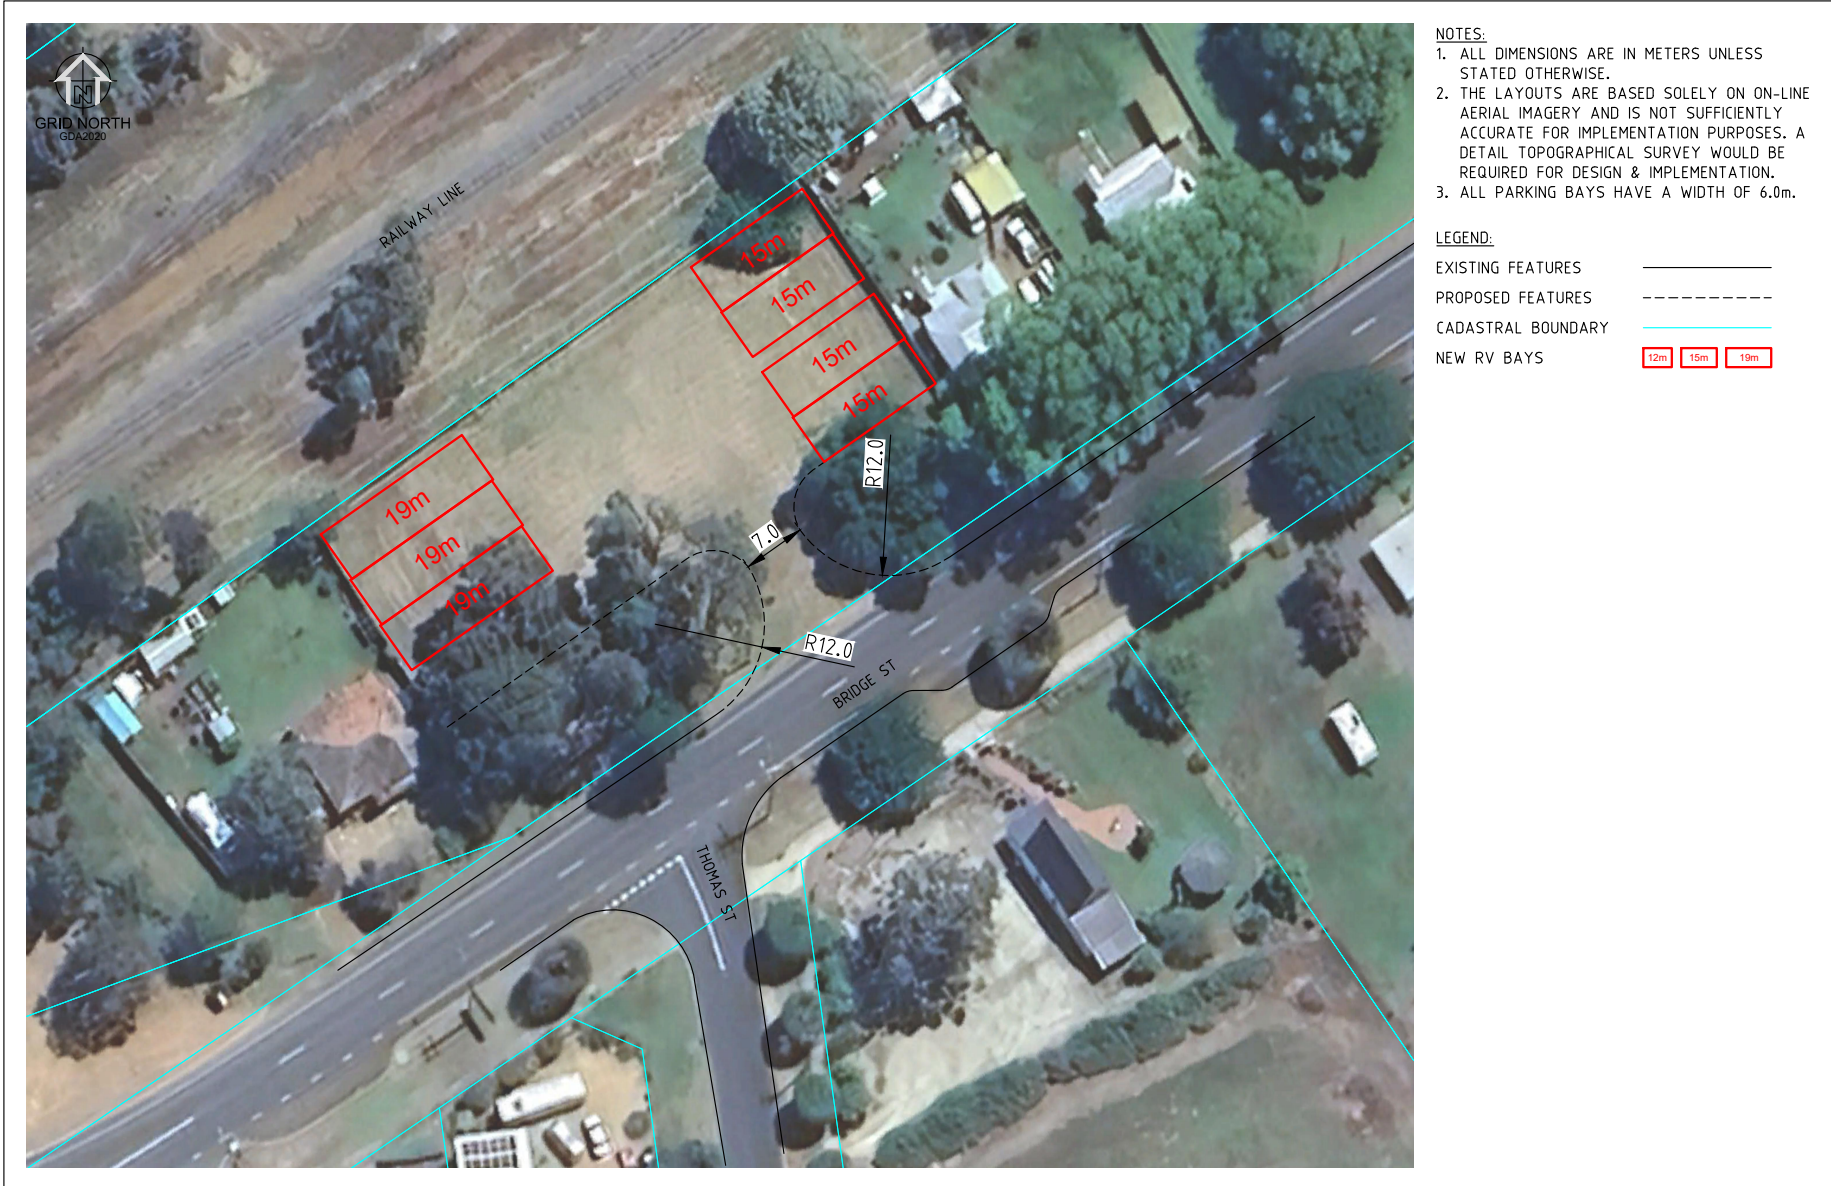 GRID NORTH
GDA2020
N
RAILWAY LINE
15m
15m
15m
15m
19m
19m
19m
R12.0
7.0
R12.0
BRIDGE ST
THOMAS ST
NOTES:
1. ALL DIMENSIONS ARE IN METERS UNLESS
STATED OTHERWISE.
2. THE LAYOUTS ARE BASED SOLELY ON ON-LINE
AERIAL IMAGERY AND IS NOT SUFFICIENTLY
ACCURATE FOR IMPLEMENTATION PURPOSES. A
DETAIL TOPOGRAPHICAL SURVEY WOULD BE
REQUIRED FOR DESIGN & IMPLEMENTATION.
3. ALL PARKING BAYS HAVE A WIDTH OF 6.0m.
LEGEND:
EXISTING FEATURES
PROPOSED FEATURES
CADASTRAL BOUNDARY
NEW RV BAYS 12m 15m 19m